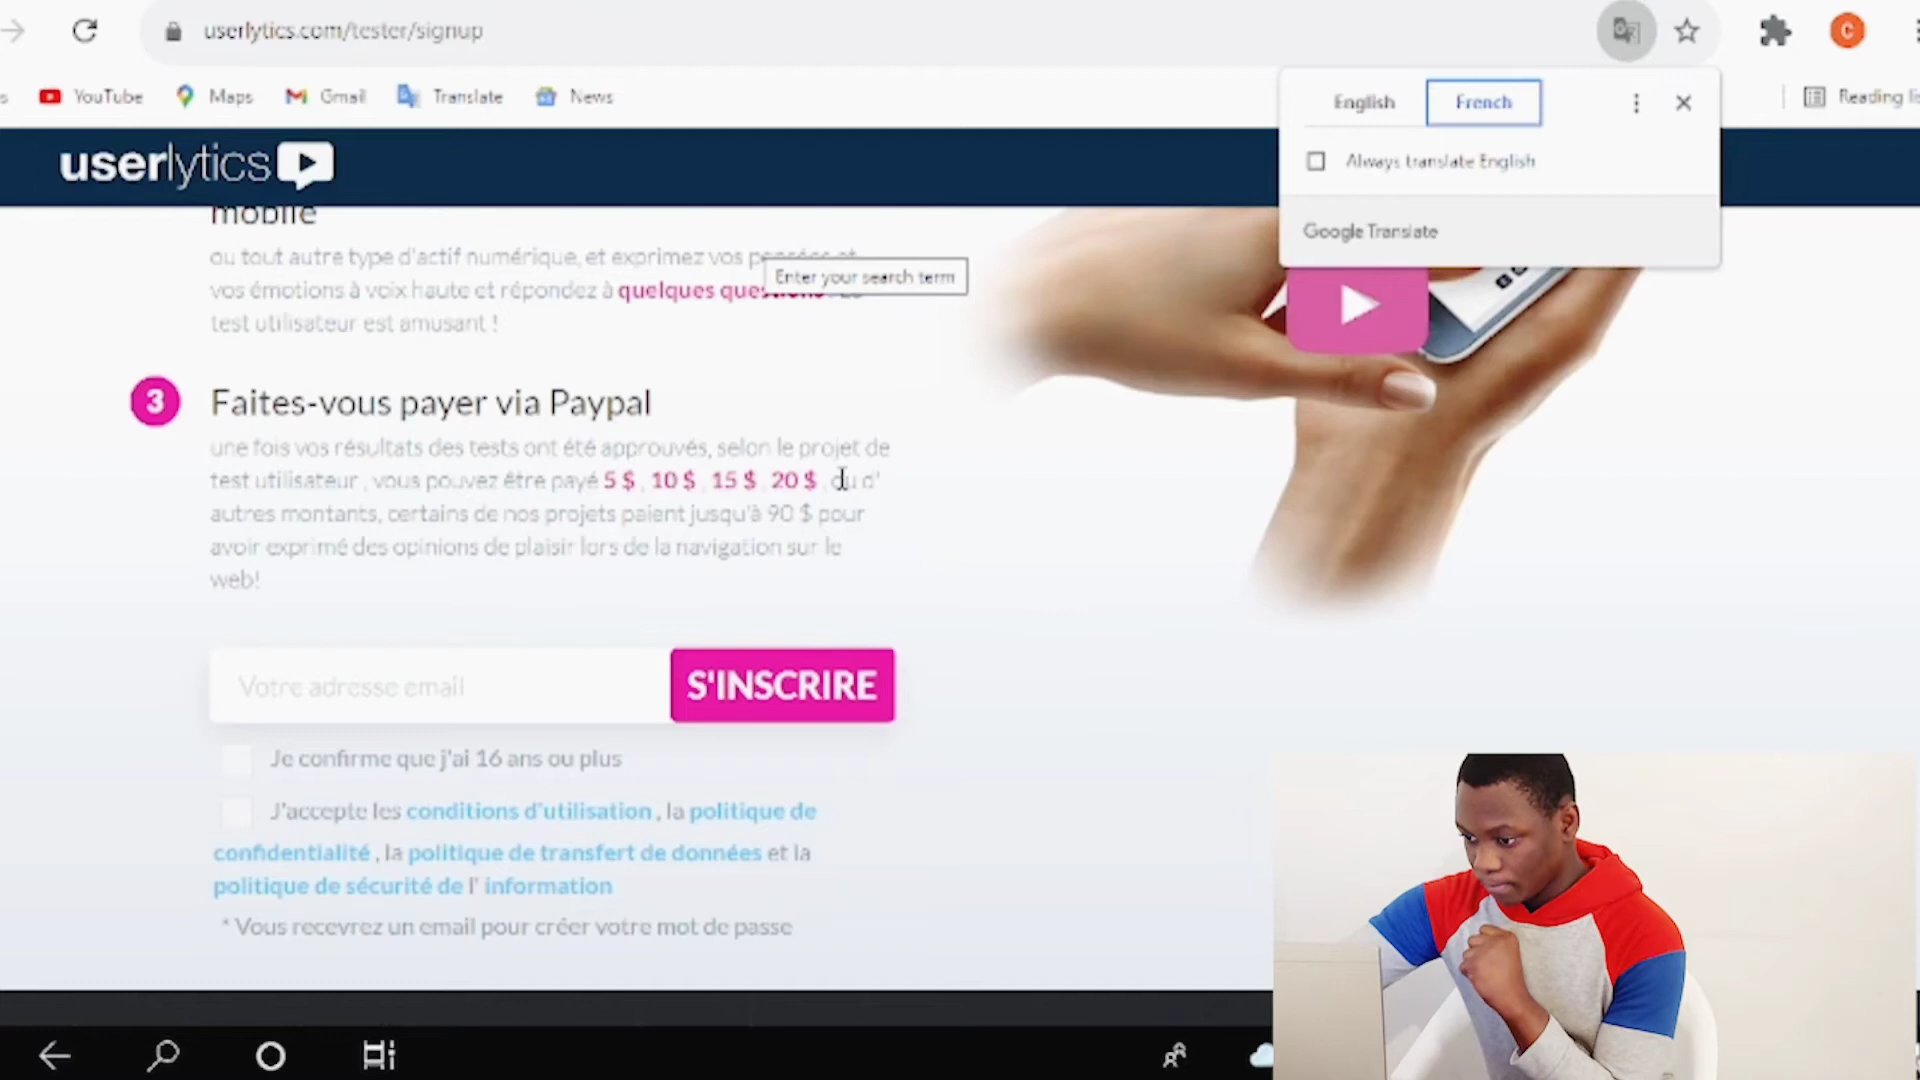 userlytics.com/tester/signup
YouTube Maps Gmail Translate News
English French
Always translate English
Google Translate
userlytics
mobile
ou tout autre type d'actif numérique, et exprimez vos
Enter your search term
vos émotions à voix haute et répondez à quelques
test utilisateur est amusant !
3 Faites-vous payer via Paypal
une fois vos résultats des tests ont été approuvés, selon le projet de
test utilisateur , vous pouvez être payé 5 $ , 10 $ , 15 $ , 20 $ , ou d'
autres montants, certains de nos projets paient jusqu'à 90 $ pour
avoir exprimé des opinions de plaisir lors de la navigation sur le
web!
Votre adresse email S'INSCRIRE
Je confirme que j'ai 16 ans ou plus
J'accepte les conditions d'utilisation , la politique de
confidentialité , la politique de transfert de données et la
politique de sécurité de l' information
* Vous recevrez un email pour créer votre mot de passe
C
Reading